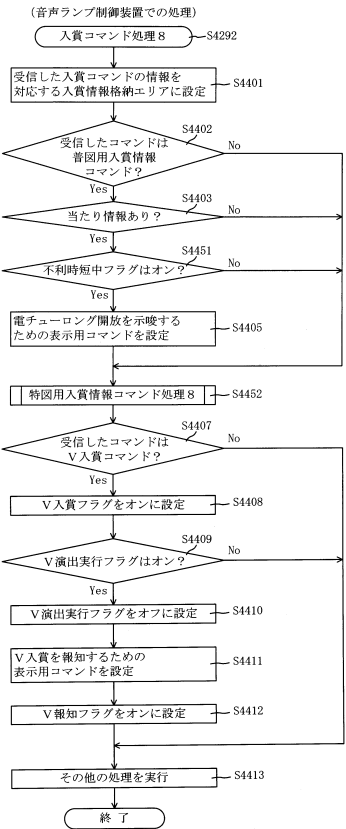 (音声ランプ制御装置での処理)
入賞コマンド処理8
S4292
受信した入賞コマンドの情報を
対応する入賞情報格納エリアに設定
S4401
S4402
受信したコマンドは
普図用入賞情報
コマンド?
No
Yes
S4403
当たり情報あり?
No
Yes
S4451
不利時短中フラグはオン?
No
Yes
電チューロング開放を示唆する
ための表示用コマンドを設定
S4405
特図用入賞情報コマンド処理8
S4452
S4407
受信したコマンドは
V入賞コマンド?
No
Yes
V入賞フラグをオンに設定
S4408
S4409
V演出実行フラグはオン?
No
Yes
V演出実行フラグをオフに設定
S4410
V入賞を報知するための
表示用コマンドを設定
S4411
V報知フラグをオンに設定
S4412
その他の処理を実行
S4413
終了